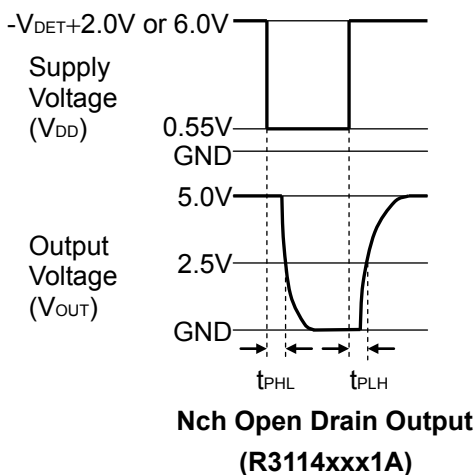 -VDET+2.0V or 6.0V
Supply
Voltage
(VDD)
0.55V
GND
5.0V
Output
Voltage
(VOUT)
2.5V
GND
tPHL tPLH
Nch Open Drain Output
(R3114xxx1A)